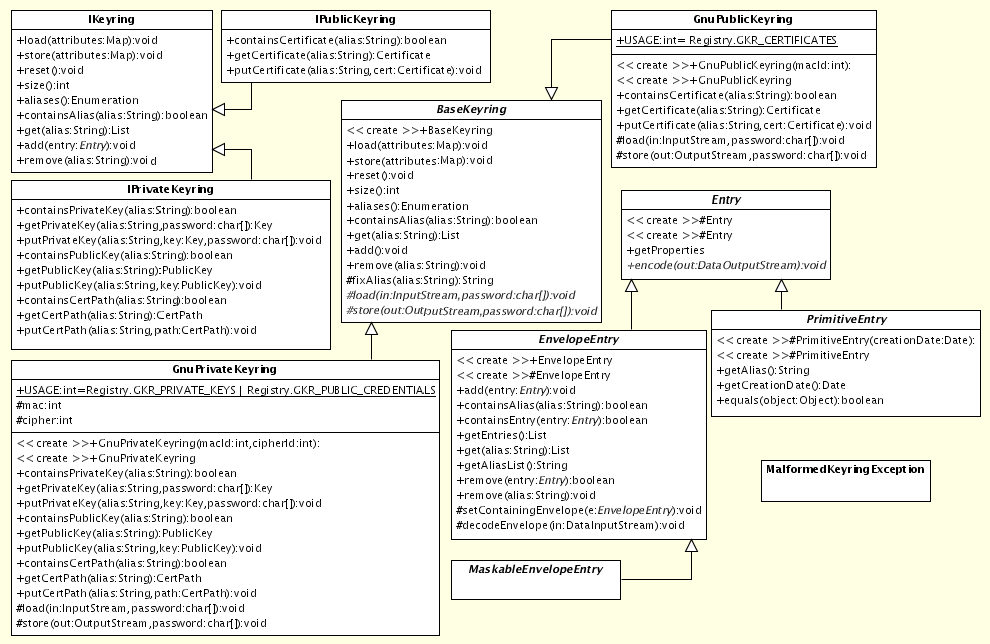 IKeyring
+load(attributes:Map):void
+store(attributes:Map):void
+reset():void
+size():int
+aliases():Enumeration
+containsAlias(alias:String):boolean
+get(alias:String):List
+add(entry:Entry):void
+remove(alias:String):void
IPublicKeyring
+containsCertificate(alias:String):boolean
+getCertificate(alias:String):Certificate
+putCertificate(alias:String,cert:Certificate):void
GnuPublicKeyring
+USAGE:int= Registry.GKR_CERTIFICATES
<< create >>+GnuPublicKeyring(macId:int):
<< create >>+GnuPublicKeyring
+containsCertificate(alias:String):boolean
+getCertificate(alias:String):Certificate
+putCertificate(alias:String,cert:Certificate):void
#load(in:InputStream,password:char[]):void
#store(out:OutputStream,password:char[]):void
BaseKeyring
<< create >>+BaseKeyring
+load(attributes:Map):void
+store(attributes:Map):void
+reset():void
+size():int
+aliases():Enumeration
+containsAlias(alias:String):boolean
+get(alias:String):List
+add():void
+remove(alias:String):void
#fixAlias(alias:String):String
#load(in:InputStream,password:char[]):void
#store(out:OutputStream,password:char[]):void
IPrivateKeyring
+containsPrivateKey(alias:String):boolean
+getPrivateKey(alias:String,password:char[]):Key
+putPrivateKey(alias:String,key:Key,password:char[]):void
+containsPublicKey(alias:String):boolean
+getPublicKey(alias:String):PublicKey
+putPublicKey(alias:String,key:PublicKey):void
+containsCertPath(alias:String):boolean
+getCertPath(alias:String):CertPath
+putCertPath(alias:String,path:CertPath):void
Entry
<< create >>#Entry
<< create >>#Entry
+getProperties
+encode(out:DataOutputStream):void
EnvelopeEntry
<< create >>+EnvelopeEntry
<< create >>#EnvelopeEntry
+add(entry:Entry):void
+containsAlias(alias:String):boolean
+containsEntry(entry:Entry):boolean
+getEntries():List
+get(alias:String):List
+getAliasList():String
+remove(entry:Entry):boolean
+remove(alias:String):void
#setContainingEnvelope(e:EnvelopeEntry):void
#decodeEnvelope(in:DataInputStream):void
PrimitiveEntry
<< create >>#PrimitiveEntry(creationDate:Date):
<< create >>#PrimitiveEntry
+getAlias():String
+getCreationDate():Date
+equals(object:Object):boolean
GnuPrivateKeyring
+USAGE:int=Registry.GKR_PRIVATE_KEYS | Registry.GKR_PUBLIC_CREDENTIALS
#mac:int
#cipher:int
<< create >>+GnuPrivateKeyring(macId:int,cipherId:int):
<< create >>+GnuPrivateKeyring
+containsPrivateKey(alias:String):boolean
+getPrivateKey(alias:String,password:char[]):Key
+putPrivateKey(alias:String,key:Key,password:char[]):void
+containsPublicKey(alias:String):boolean
+getPublicKey(alias:String):PublicKey
+putPublicKey(alias:String,key:PublicKey):void
+containsCertPath(alias:String):boolean
+getCertPath(alias:String):CertPath
+putCertPath(alias:String,path:CertPath):void
#load(in:InputStream,password:char[]):void
#store(out:OutputStream,password:char[]):void
MalformedKeyringException
MaskableEnvelopeEntry